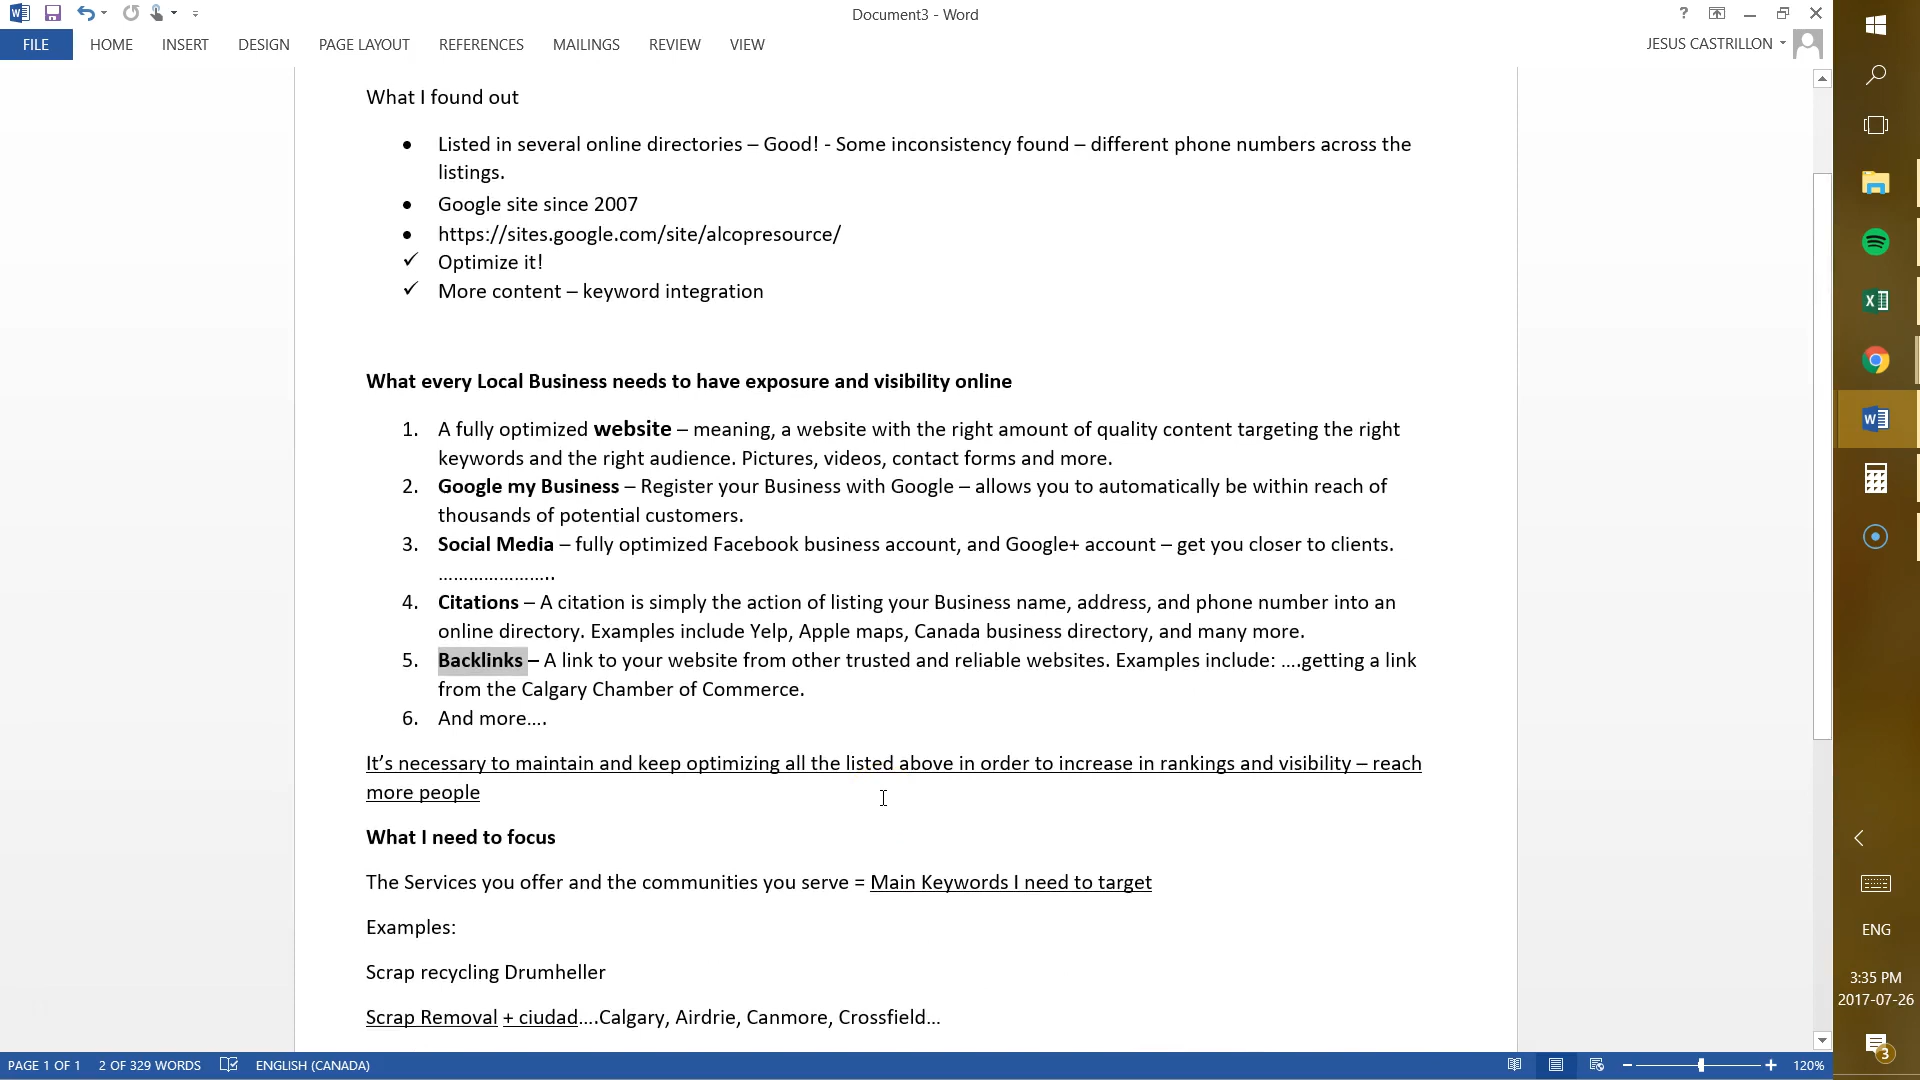 Document3 - Word
FILE HOME INSERT DESIGN PAGE LAYOUT REFERENCES MAILINGS REVIEW VIEW JESUS CASTRILLON
What I found out
• Listed in several online directories – Good! - Some inconsistency found – different phone numbers across the
listings.
• Google site since 2007
• https://sites.google.com/site/alcopresource/
✓ Optimize it!
✓ More content – keyword integration
What every Local Business needs to have exposure and visibility online
1. A fully optimized website – meaning, a website with the right amount of quality content targeting the right
keywords and the right audience. Pictures, videos, contact forms and more.
2. Google my Business – Register your Business with Google – allows you to automatically be within reach of
thousands of potential customers.
3. Social Media – fully optimized Facebook business account, and Google+ account – get you closer to clients.
…………………..
4. Citations – A citation is simply the action of listing your Business name, address, and phone number into an
online directory. Examples include Yelp, Apple maps, Canada business directory, and many more.
5. Backlinks – A link to your website from other trusted and reliable websites. Examples include: ….getting a link
from the Calgary Chamber of Commerce.
6. And more….
It’s necessary to maintain and keep optimizing all the listed above in order to increase in rankings and visibility – reach
more people
What I need to focus
The Services you offer and the communities you serve = Main Keywords I need to target
Examples:
Scrap recycling Drumheller
Scrap Removal + ciudad….Calgary, Airdrie, Canmore, Crossfield…
ENG
3:35 PM
2017-07-26
3
PAGE 1 OF 1 2 OF 329 WORDS ENGLISH (CANADA) 120%